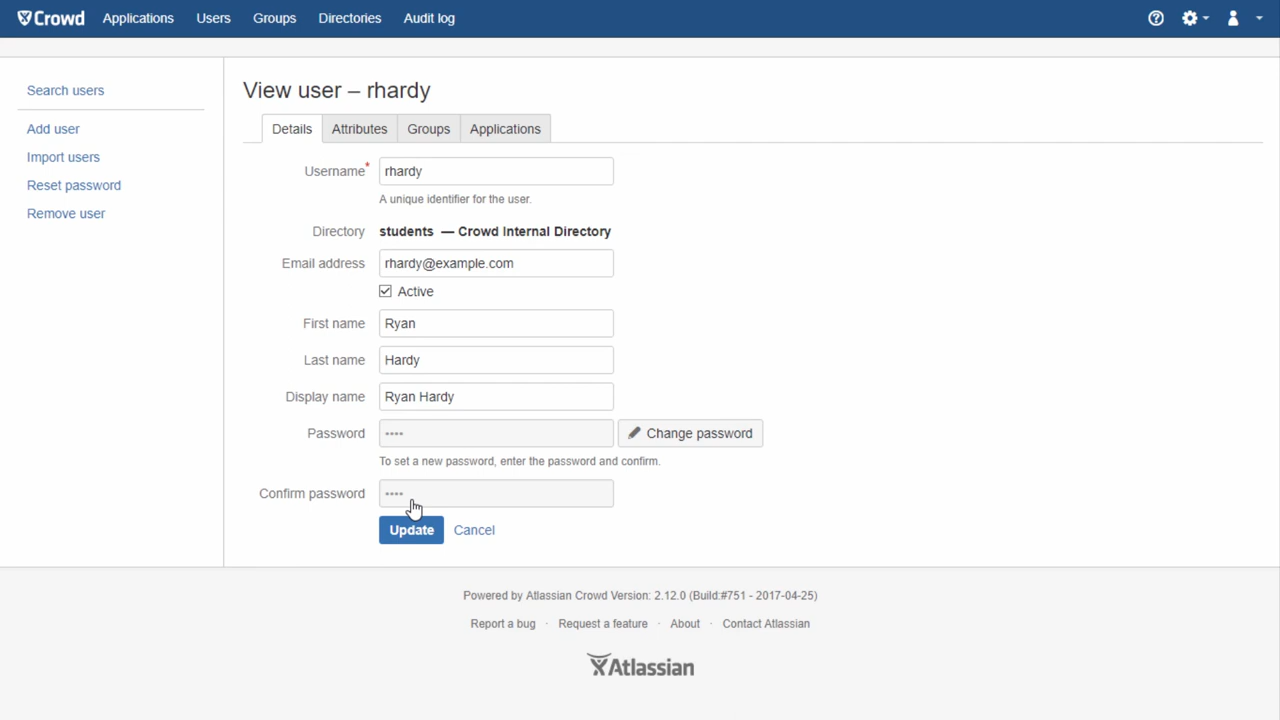 Crowd Applications Users Groups Directories Audit log
Search users
Add user
Import users
Reset password
Remove user
View user – rhardy
Details Attributes Groups Applications
Username* rhardy
A unique identifier for the user.
Directory students — Crowd Internal Directory
Email address rhardy@example.com
Active
First name Ryan
Last name Hardy
Display name Ryan Hardy
Password •••• Change password
To set a new password, enter the password and confirm.
Confirm password ••••
Update Cancel
Powered by Atlassian Crowd Version: 2.12.0 (Build:#751 - 2017-04-25)
Report a bug · Request a feature · About · Contact Atlassian
Atlassian